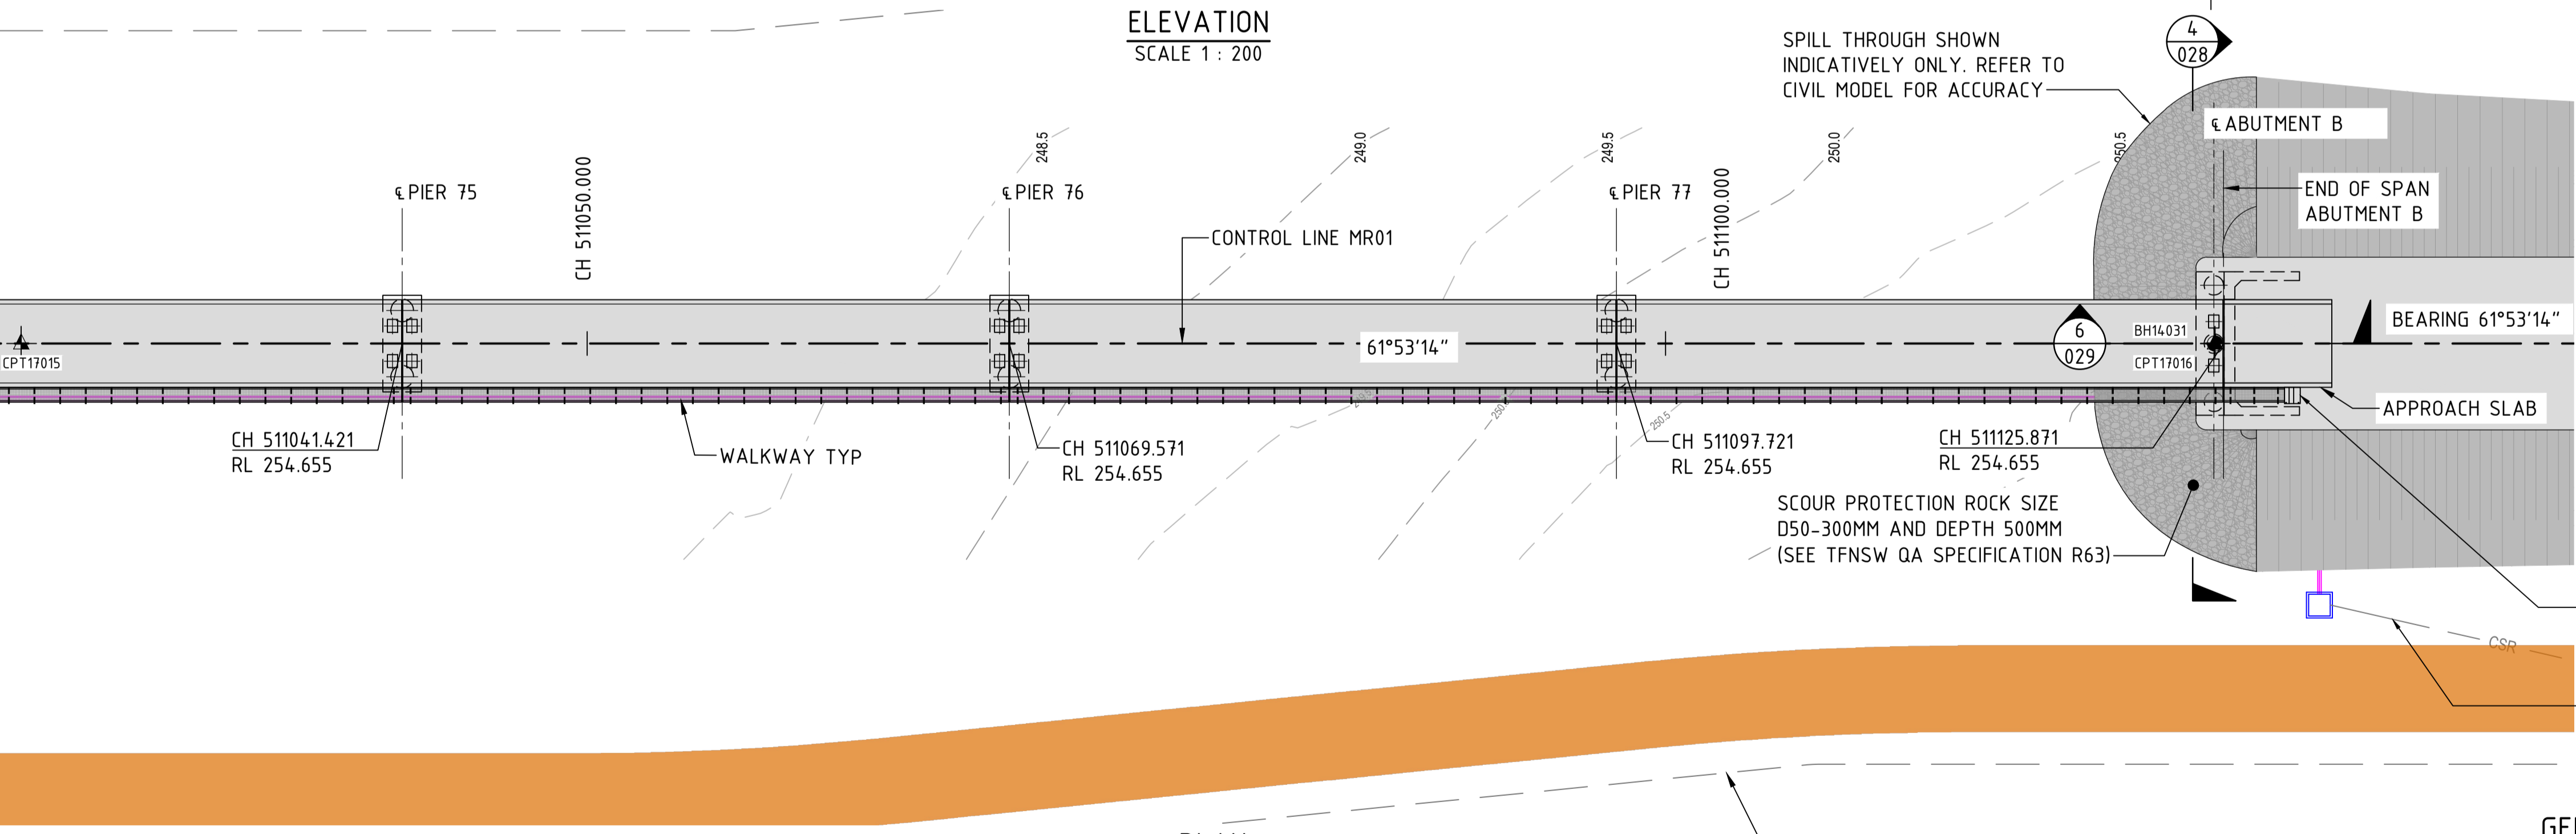 ELEVATION
SCALE 1 : 200
SPILL THROUGH SHOWN
INDICATIVELY ONLY. REFER TO
CIVIL MODEL FOR ACCURACY
4
028
℄ ABUTMENT B
END OF SPAN
ABUTMENT B
248.5
249.0
249.5
250.0
250.5
℄ PIER 75
CH 511050.000
℄ PIER 76
℄ PIER 77
CH 511100.000
CONTROL LINE MR01
61°53'14"
6
029
BH14031
CPT17016
BEARING 61°53'14"
CPT17015
APPROACH SLAB
249.5
250.5
CH 511041.421
RL 254.655
WALKWAY TYP
CH 511069.571
RL 254.655
CH 511097.721
RL 254.655
CH 511125.871
RL 254.655
SCOUR PROTECTION ROCK SIZE
D50-300MM AND DEPTH 500MM
(SEE TFNSW QA SPECIFICATION R63)
CSR